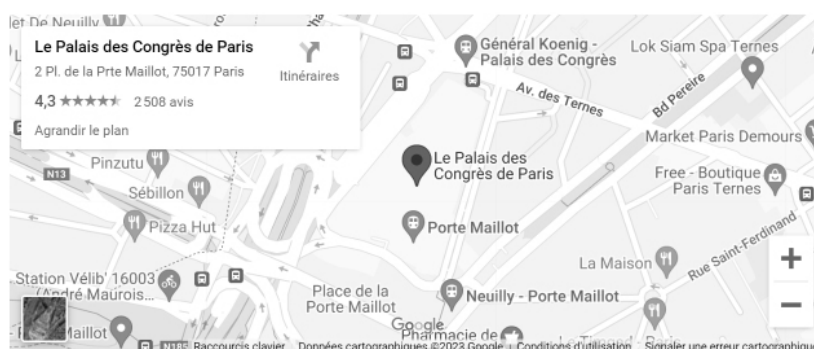 let De Neuilly
Le Palais des Congrès de Paris
2 Pl. de la Prte Maillot, 75017 Paris
4,3 2 508 avis
Agrandir le plan
Itinéraires
Général Koenig -
Palais des Congrès
Lok Siam Spa Ternes
Av. des Ternes
Bd Pereire
Market Paris Demours
Le Palais des
Congrès de Paris
Free - Boutique
Paris Ternes
N13
Pinzutu
Sébillon
Pizza Hut
Porte Maillot
La Maison
Rue Saint-Ferdinand
Station Vélib' 16003
(André Maurois...
Place de la
Porte Maillot
Neuilly - Porte Maillot
Maillot
Google
Pharmacie de
N185
Raccourcis clavier
Données cartographiques ©2023 Google
Conditions d'utilisation
Signaler une erreur cartographique